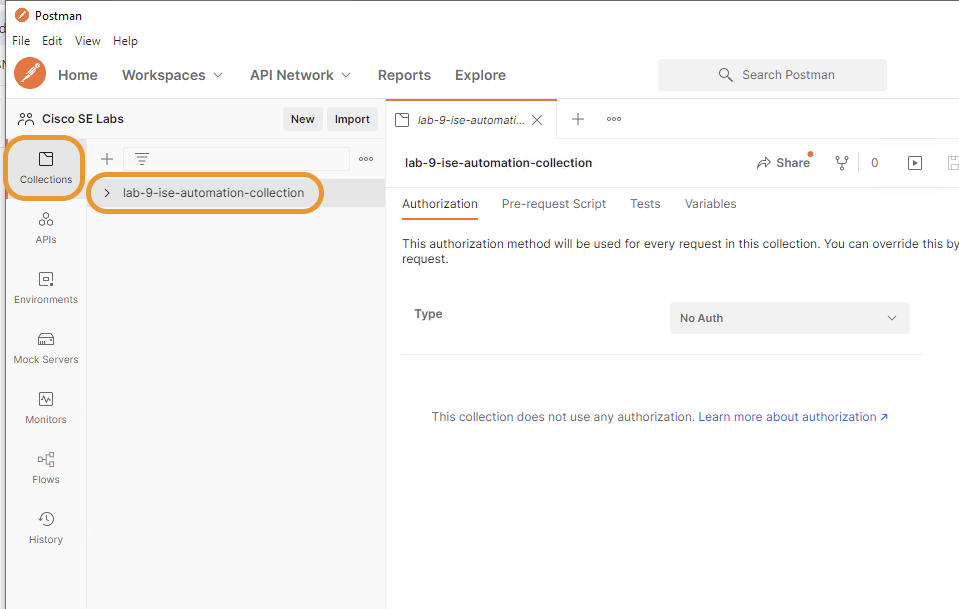 Postman
File Edit View Help
Home Workspaces API Network Reports Explore Search Postman
Cisco SE Labs New Import
lab-9-ise-automati...
Collections
lab-9-ise-automation-collection
APIs
Environments
Mock Servers
Monitors
Flows
History
lab-9-ise-automation-collection Share 0
Authorization Pre-request Script Tests Variables
This authorization method will be used for every request in this collection. You can override this by
request.
Type No Auth
This collection does not use any authorization. Learn more about authorization ↗